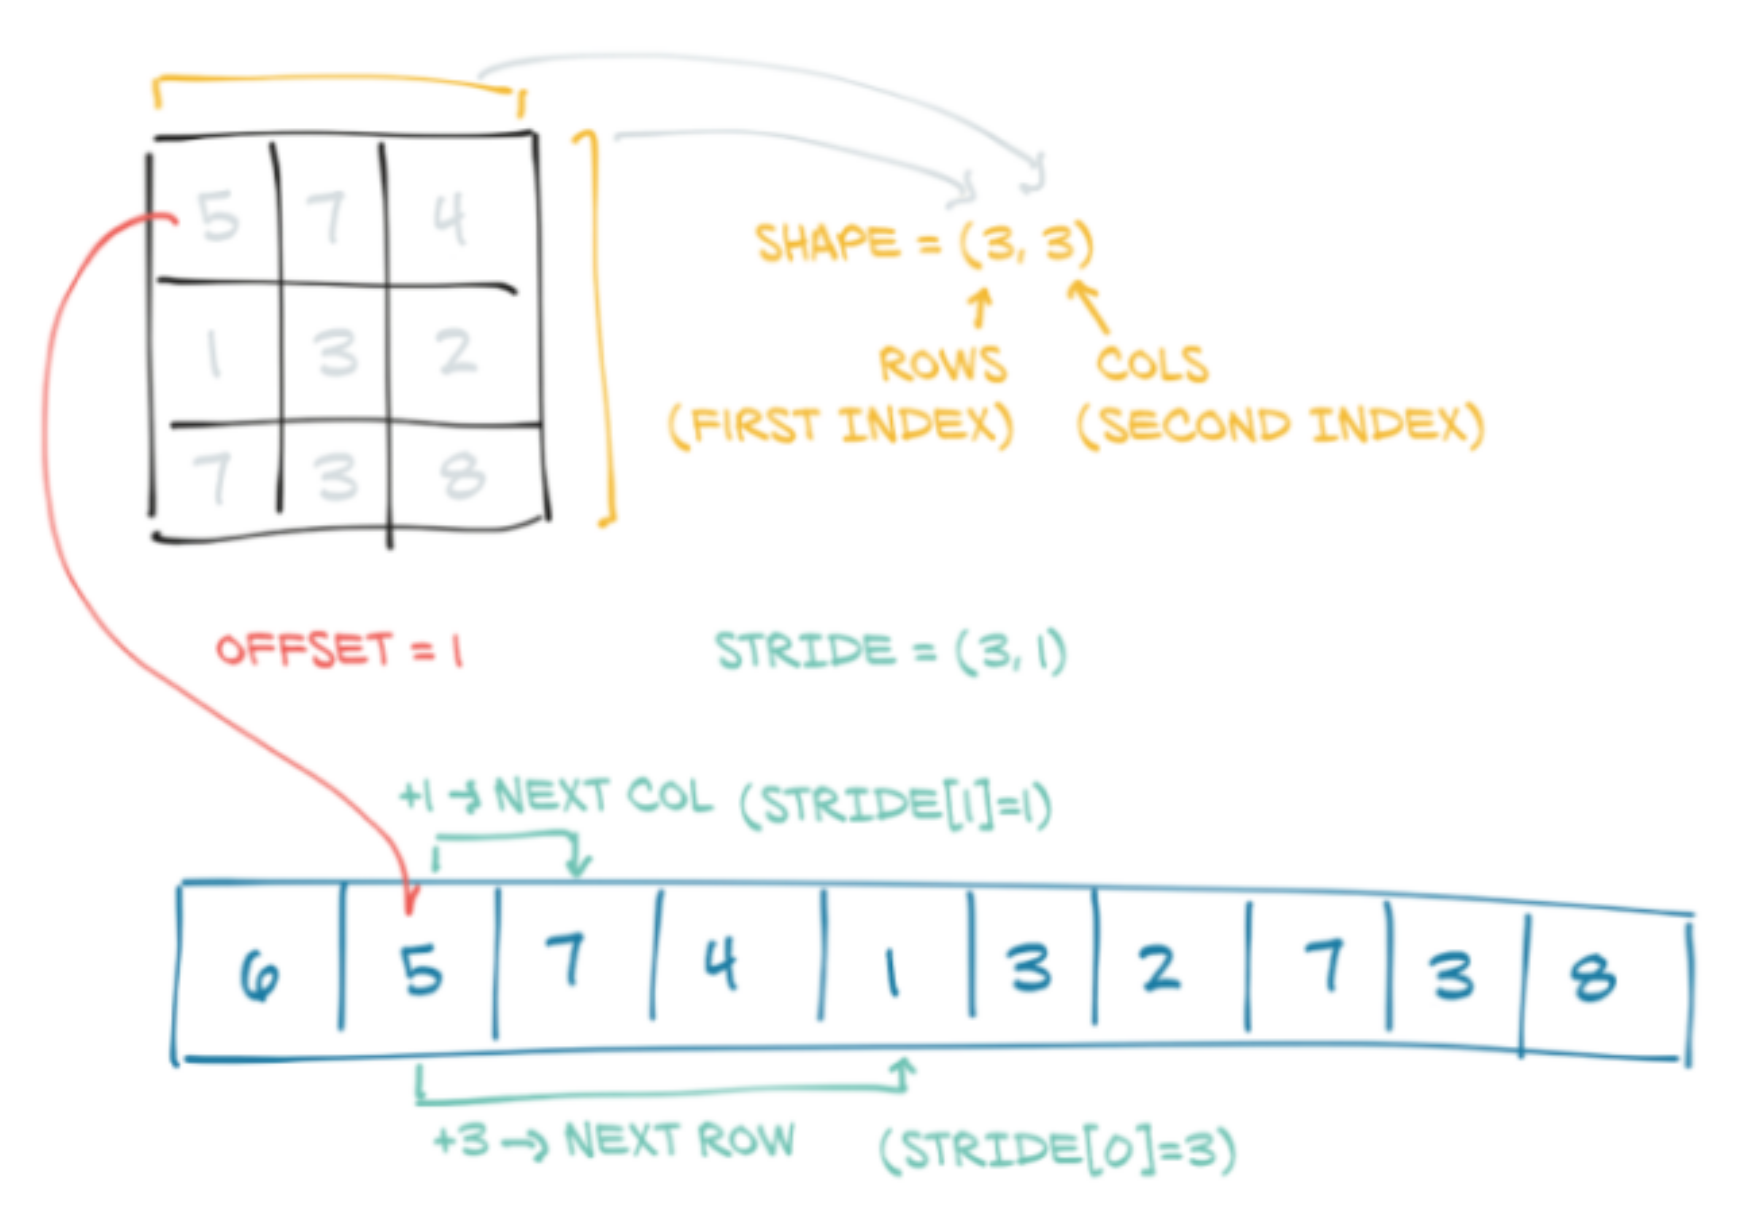 5 7 4
1 3 2
7 3 8
SHAPE = (3, 3)
ROWS COLS
(FIRST INDEX) (SECOND INDEX)
OFFSET = 1
STRIDE = (3, 1)
+1 → NEXT COL (STRIDE[1]=1)
6 5 7 4 1 3 2 7 3 8
+3 → NEXT ROW (STRIDE[0]=3)